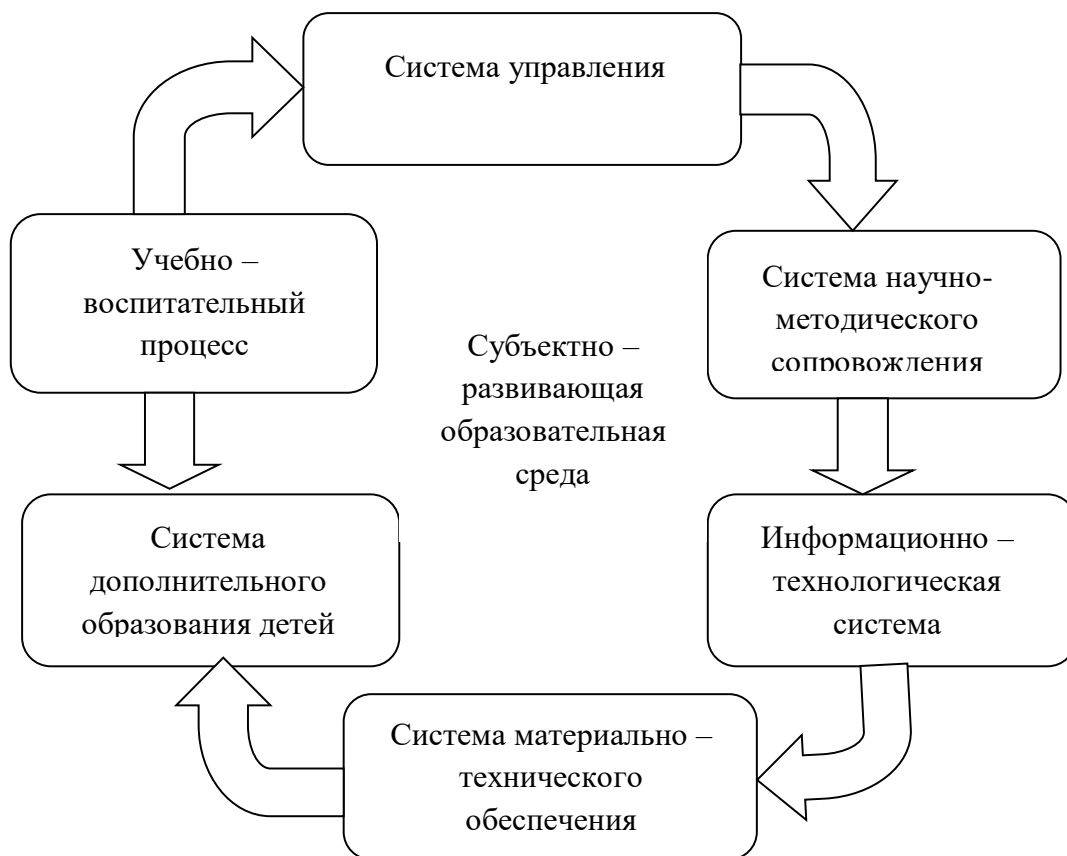 Система управления
Учебно –
воспитательный
процесс
Система научно-
методического
сопровождения
Субъектно –
развивающая
образовательная
среда
Система
дополнительного
образования детей
Информационно –
технологическая
система
Система материально –
технического
обеспечения